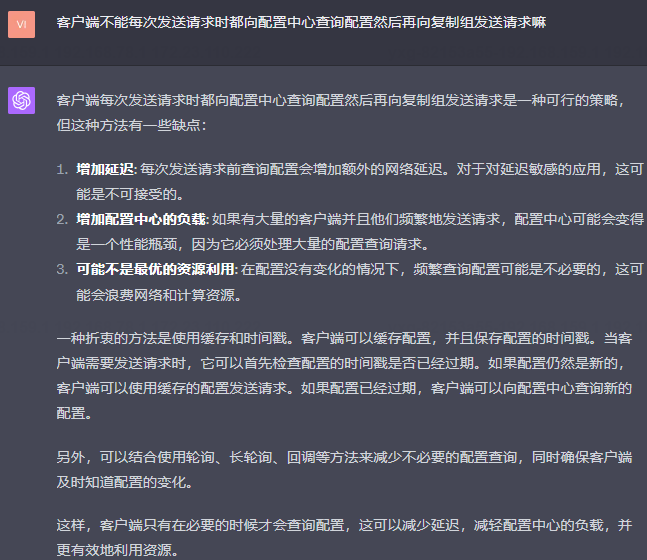 VI
客户端不能每次发送请求时都向配置中心查询配置然后再向复制组发送请求嘛
客户端每次发送请求时都向配置中心查询配置然后再向复制组发送请求是一种可行的策略，
但这种方法有一些缺点：
1. 增加延迟: 每次发送请求前查询配置会增加额外的网络延迟。对于对延迟敏感的应用，这可
能是不可接受的。
2. 增加配置中心的负载: 如果有大量的客户端并且他们频繁地发送请求，配置中心可能会变得
是一个性能瓶颈，因为它必须处理大量的配置查询请求。
3. 可能不是最优的资源利用: 在配置没有变化的情况下，频繁查询配置可能是不必要的，这可
能会浪费网络和计算资源。
一种折衷的方法是使用缓存和时间戳。客户端可以缓存配置，并且保存配置的时间戳。当客
户端需要发送请求时，它可以首先检查配置的时间戳是否已经过期。如果配置仍然是新的，
客户端可以使用缓存的配置发送请求。如果配置已经过期，客户端可以向配置中心查询新的
配置。
另外，可以结合使用轮询、长轮询、回调等方法来减少不必要的配置查询，同时确保客户端
及时知道配置的变化。
这样，客户端只有在必要的时候才会查询配置，这可以减少延迟，减轻配置中心的负载，并
更有效地利用资源。